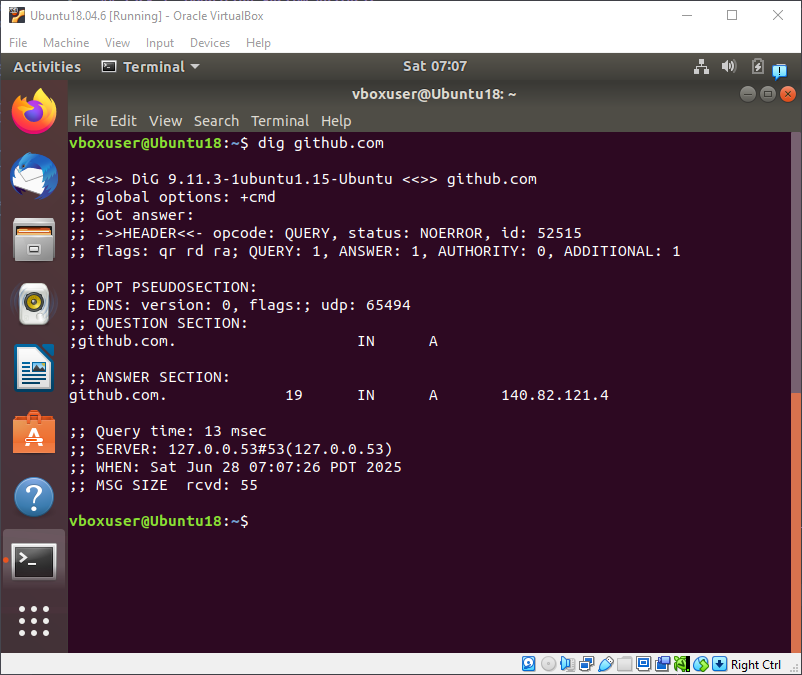 Ubuntu18.04.6 [Running] - Oracle VirtualBox
File Machine View Input Devices Help
Activities Terminal Sat 07:07
vboxuser@Ubuntu18: ~
File Edit View Search Terminal Help
vboxuser@Ubuntu18:~$ dig github.com
; <<>> DiG 9.11.3-1ubuntu1.15-Ubuntu <<>> github.com
;; global options: +cmd
;; Got answer:
;; ->>HEADER<<- opcode: QUERY, status: NOERROR, id: 52515
;; flags: qr rd ra; QUERY: 1, ANSWER: 1, AUTHORITY: 0, ADDITIONAL: 1
;; OPT PSEUDOSECTION:
; EDNS: version: 0, flags:; udp: 65494
;; QUESTION SECTION:
;github.com. IN A
;; ANSWER SECTION:
github.com. 19 IN A 140.82.121.4
;; Query time: 13 msec
;; SERVER: 127.0.0.53#53(127.0.0.53)
;; WHEN: Sat Jun 28 07:07:26 PDT 2025
;; MSG SIZE  rcvd: 55
vboxuser@Ubuntu18:~$
Right Ctrl